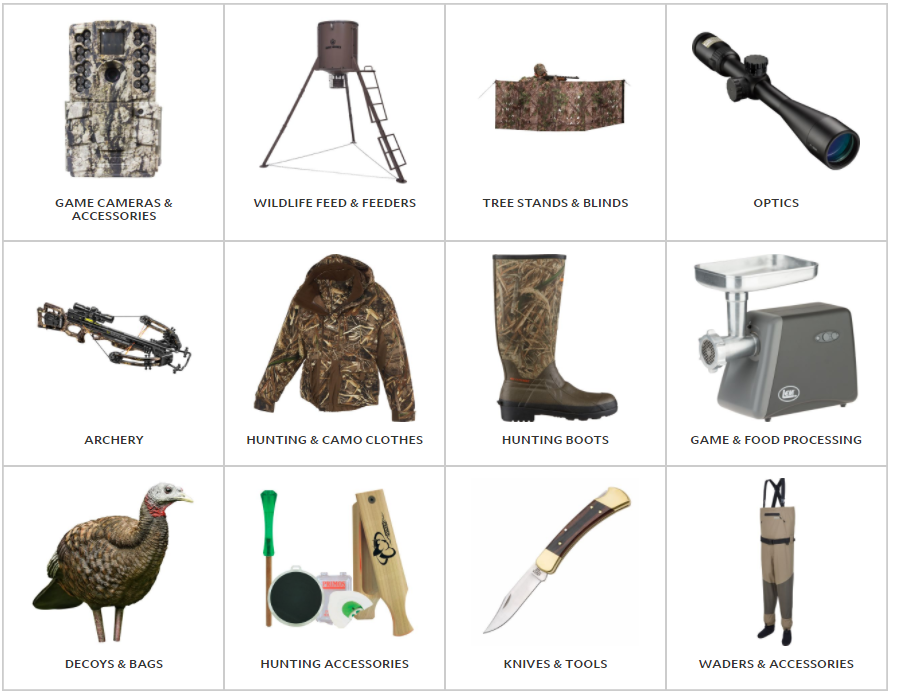 GAME CAMERAS &
ACCESSORIES
WILDLIFE FEED & FEEDERS
TREE STANDS & BLINDS
OPTICS
ARCHERY
HUNTING & CAMO CLOTHES
HUNTING BOOTS
GAME & FOOD PROCESSING
DECOYS & BAGS
HUNTING ACCESSORIES
KNIVES & TOOLS
WADERS & ACCESSORIES